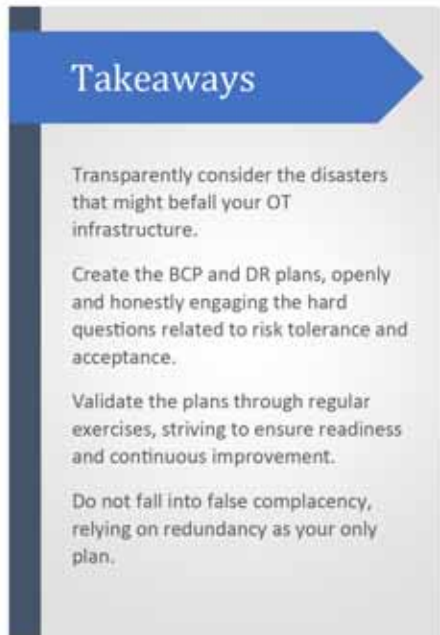 Takeaways
Transparently consider the disasters
that might befall your OT
infrastructure.
Create the BCP and DR plans, openly
and honestly engaging the hard
questions related to risk tolerance and
acceptance.
Validate the plans through regular
exercises, striving to ensure readiness
and continuous improvement.
Do not fall into false complacency,
relying on redundancy as your only
plan.